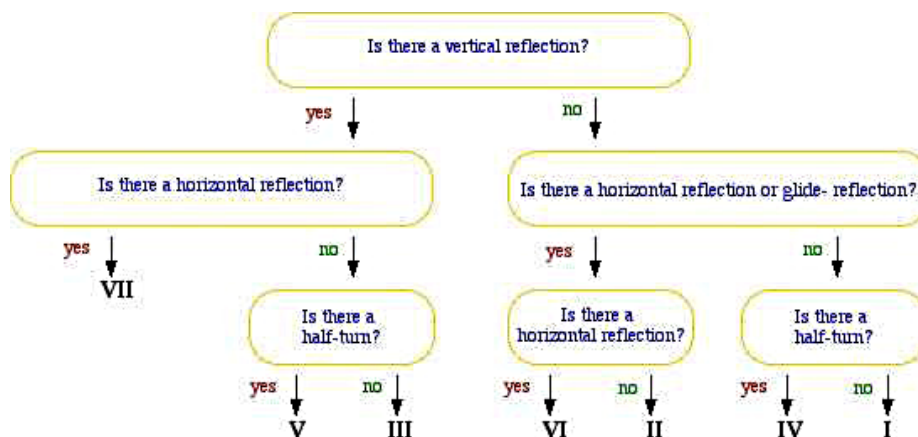 Is there a vertical reflection?
yes
no
Is there a horizontal reflection?
Is there a horizontal reflection or glide- reflection?
yes
no
yes
no
VII
Is there a
half-turn?
Is there a
horizontal reflection?
Is there a
half-turn?
yes
no
yes
no
yes
no
V
III
VI
II
IV
I